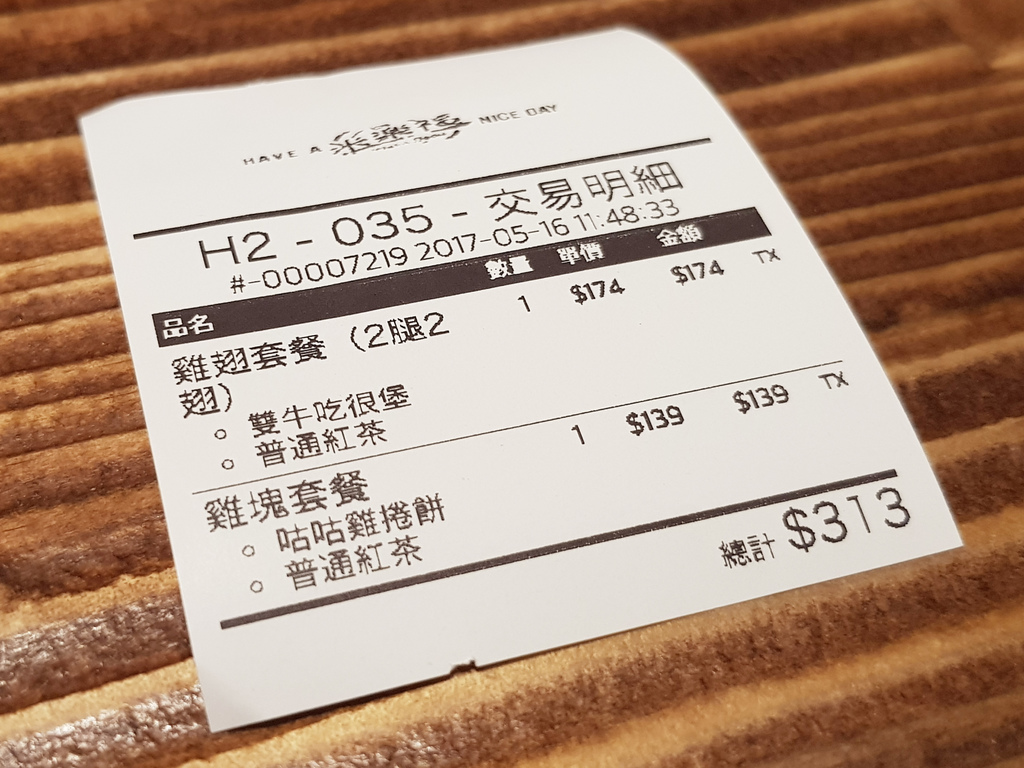 HAVE A 來樂後 NICE DAY
H2 - 035 - 交易明細
#-00007219 2017-05-16 11:48:33
品名 數量 單價 金額
雞翅套餐 (2腿2 1 $174 $174 TX
翅)
。 雙牛吃很堡
。 普通紅茶
雞塊套餐 1 $139 $139 TX
。 咕咕雞捲餅
。 普通紅茶
總計 $313